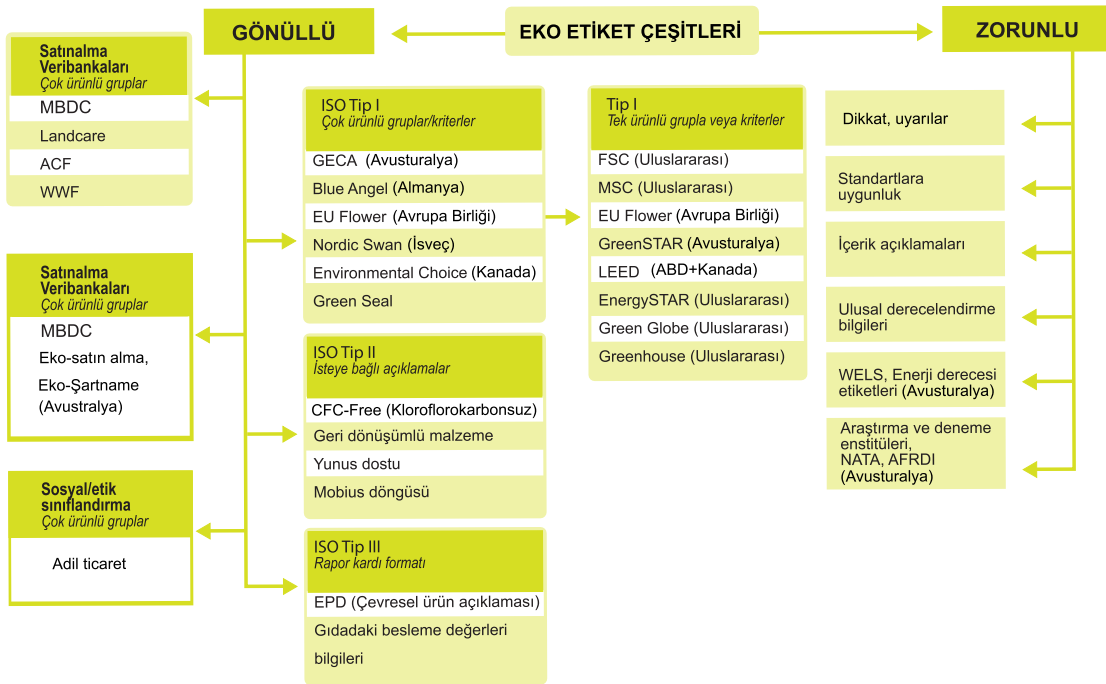 EKO ETİKET ÇEŞİTLERİ
GÖNÜLLÜ
ZORUNLU
Satınalma
Veribankaları
Çok ürünlü gruplar
MBDC
Landcare
ACF
WWF
Satınalma
Veribankaları
Çok ürünlü gruplar
MBDC
Eko-satın alma,
Eko-Şartname
(Avustralya)
Sosyal/etik
sınıflandırma
Çok ürünlü gruplar
Adil ticaret
ISO Tip I
Çok ürünlü gruplar/kriterler
GECA (Avusturalya)
Blue Angel (Almanya)
EU Flower (Avrupa Birliği)
Nordic Swan (İsveç)
Environmental Choice (Kanada)
Green Seal
ISO Tip II
İsteye bağlı açıklamalar
CFC-Free (Kloroflorokarbonsuz)
Geri dönüşümlü malzeme
Yunus dostu
Mobius döngüsü
ISO Tip III
Rapor kardı formatı
EPD (Çevresel ürün açıklaması)
Gıdadaki besleme değerleri
bilgileri
Tip I
Tek ürünlü grupla veya kriterler
FSC (Uluslararası)
MSC (Uluslararası)
EU Flower (Avrupa Birliği)
GreenSTAR (Avusturalya)
LEED (ABD+Kanada)
EnergySTAR (Uluslararası)
Green Globe (Uluslararası)
Greenhouse (Uluslararası)
Dikkat, uyarılar
Standartlara
uygunluk
İçerik açıklamaları
Ulusal derecelendirme
bilgileri
WELS, Enerji derecesi
etiketleri (Avusturalya)
Araştırma ve deneme
enstitüleri,
NATA, AFRDI
(Avusturalya)